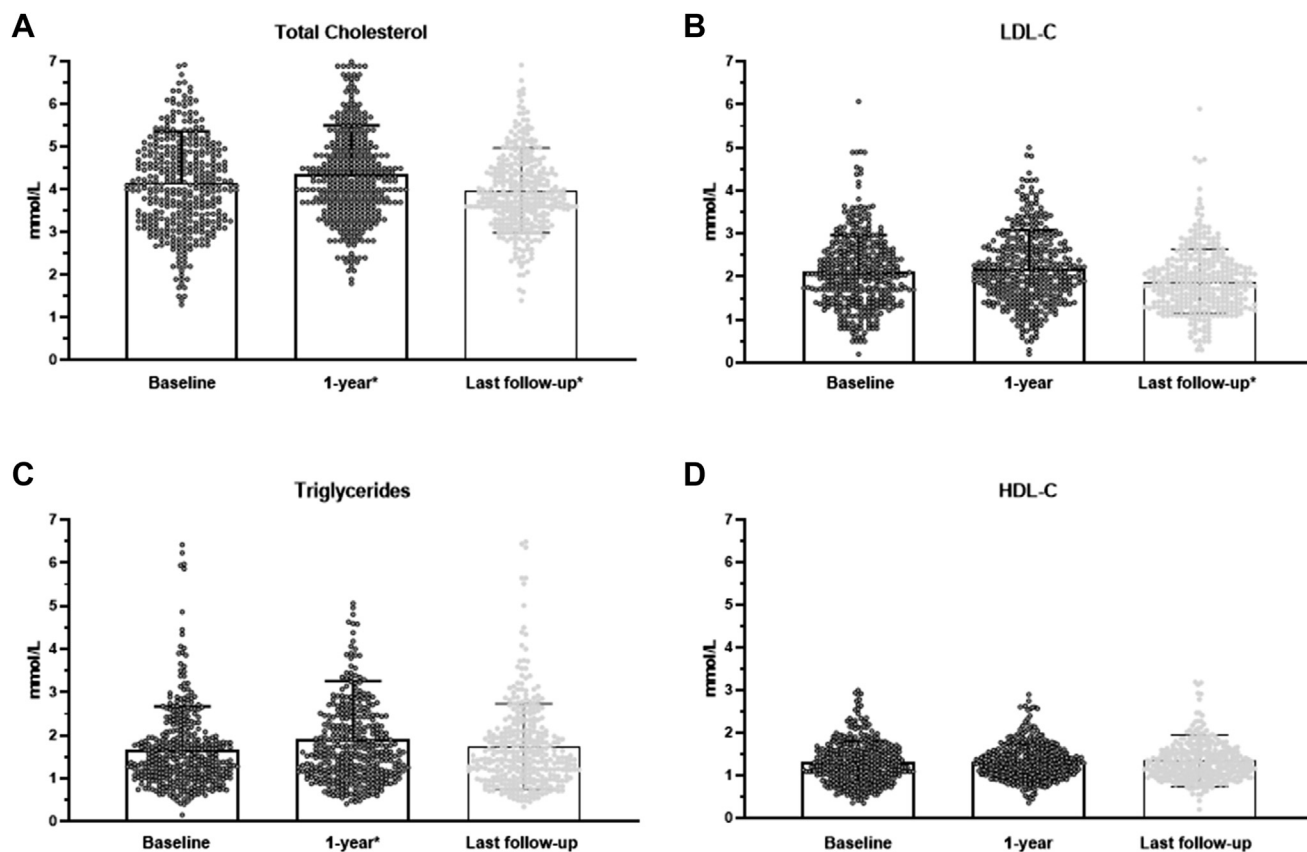 A
Total Cholesterol
7
6
5
4
3
2
1
0
mmol/L
Baseline
1-year*
Last follow-up*
B
LDL-C
7
6
5
4
3
2
1
0
mmol/L
Baseline
1-year
Last follow-up*
C
Triglycerides
7
6
5
4
3
2
1
0
mmol/L
Baseline
1-year*
Last follow-up
D
HDL-C
7
6
5
4
3
2
1
0
mmol/L
Baseline
1-year
Last follow-up